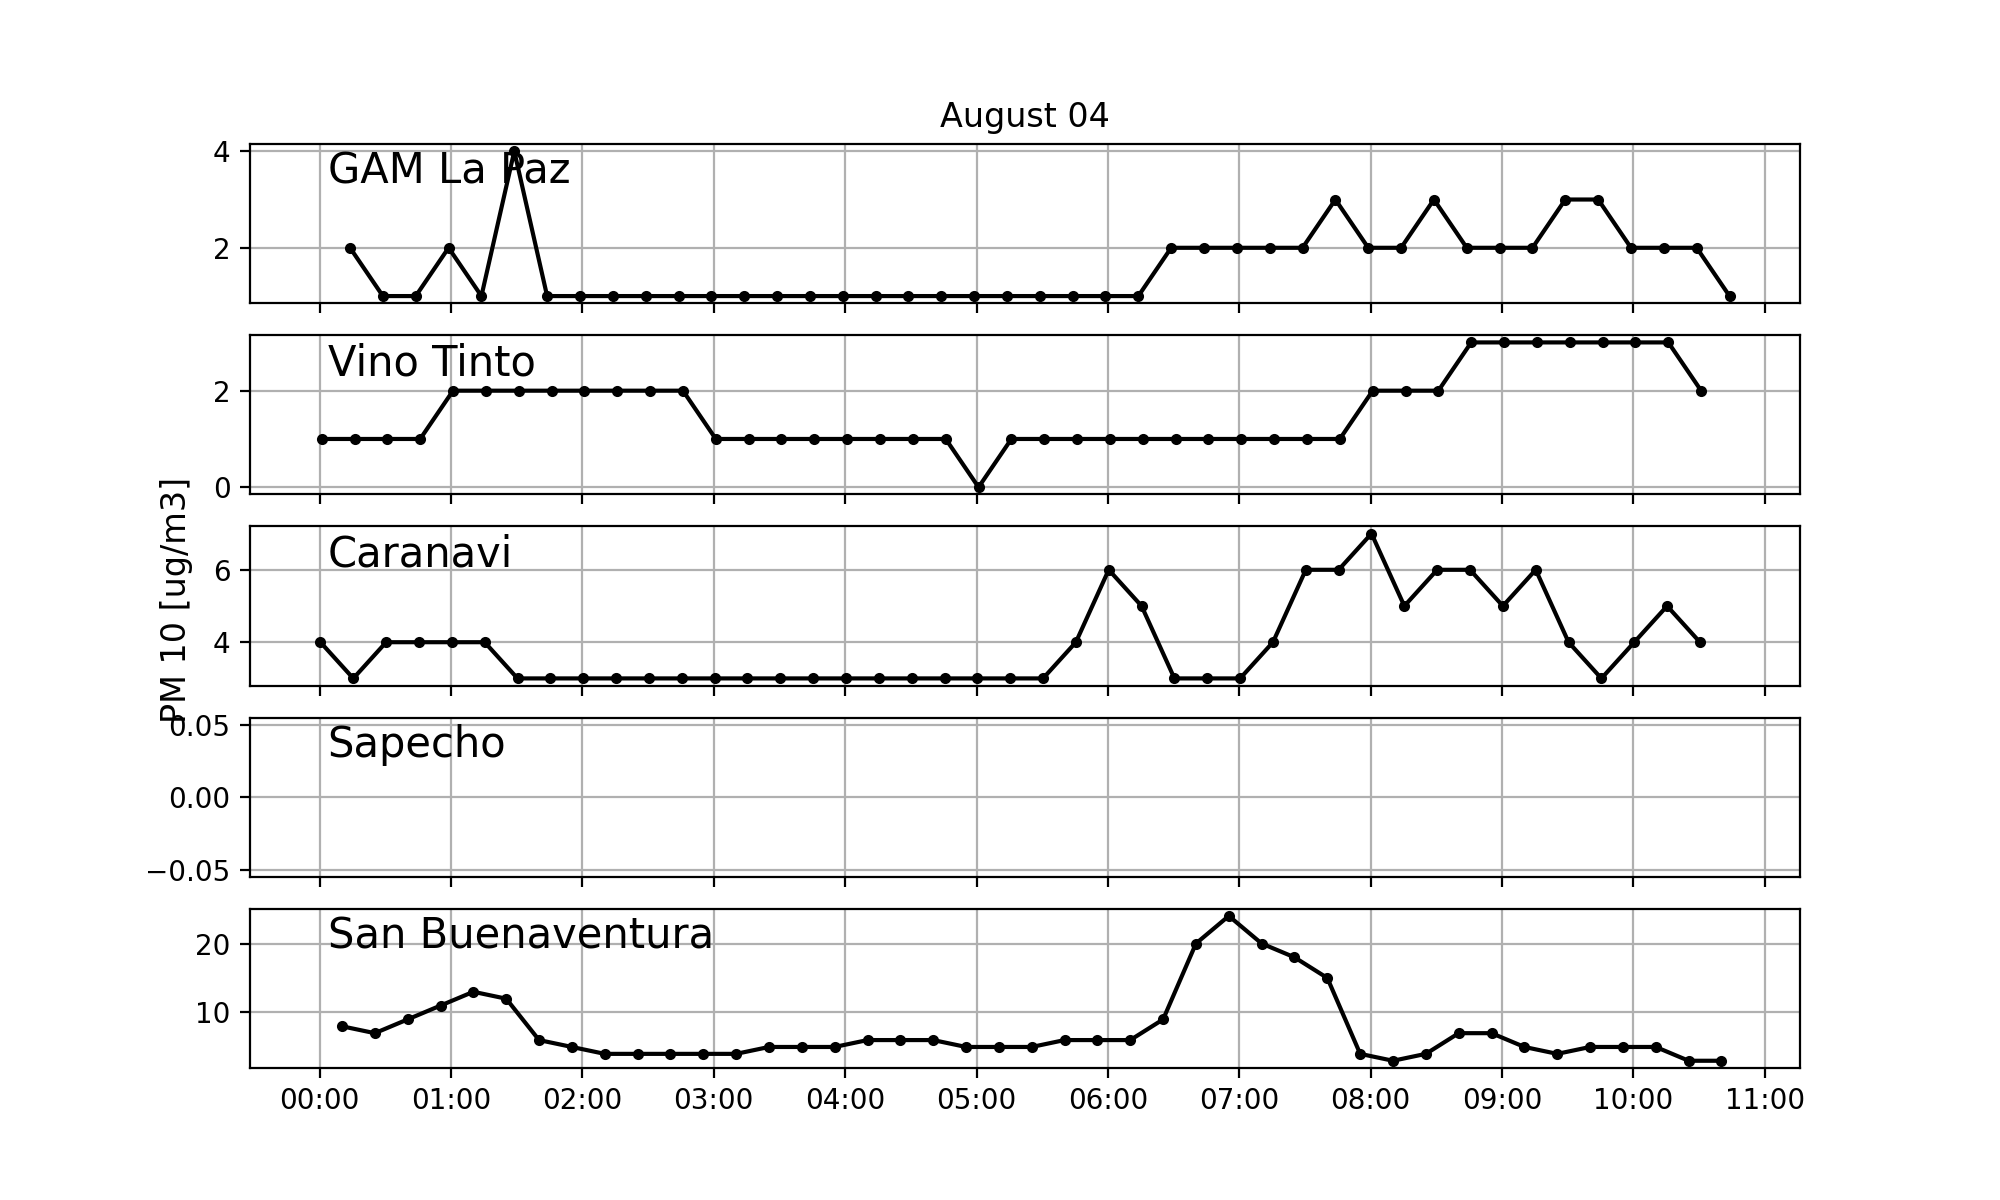 August 04
4
GAM La Paz
2
Vino Tinto
2
0
PM 10 [ug/m3]
Caranavi
6
4
0.05
Sapecho
0.00
−0.05
San Buenaventura
20
10
00:00 01:00 02:00 03:00 04:00 05:00 06:00 07:00 08:00 09:00 10:00 11:00